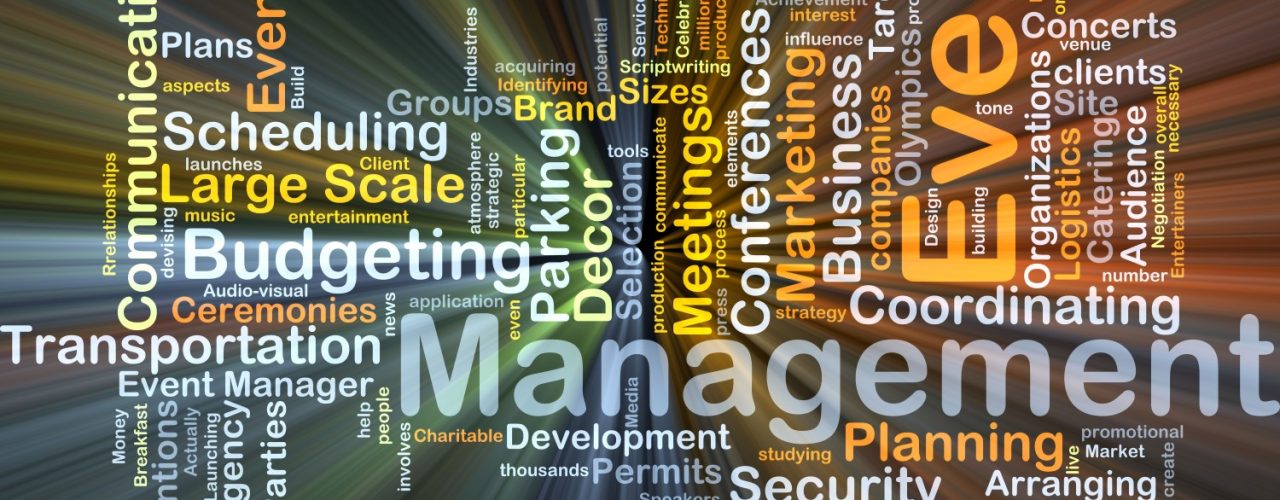 Communicati
Plans
aspects
Even
Build
Industries
acquiring
Identifying
potential
Service
Techni
Celebr
million
produc
Achievement
interest
influence
Tar
pro
Concerts
venue
clients
Groups
Brand
Scriptwriting
Sizes
Scheduling
launches
Client
Large Scale
music
entertainment
Rrelationships
devising
atmosphere
strategic
particular
Parking
Decor
tools
Selection
production communicate
Meetings
elements
process
press
Conferences
Marketing
Business
companies
Olympics
Eve
tone
Design
building
Organizations
Site
Logistics
Catering
Audience
Negotiation
overall
necessary
Entertainers
number
Budgeting
Audio-visual
Ceremonies
news
application
even
strategy
Coordinating
Transportation
Event Manager
Management
Money
Breakfast
ntions
Actually
Launching
gency
arties
help
people
involves
Charitable
Development
Media
thousands
Permits
Speakers
studying
Planning
Security
live
promotional
Market
create
Arranging